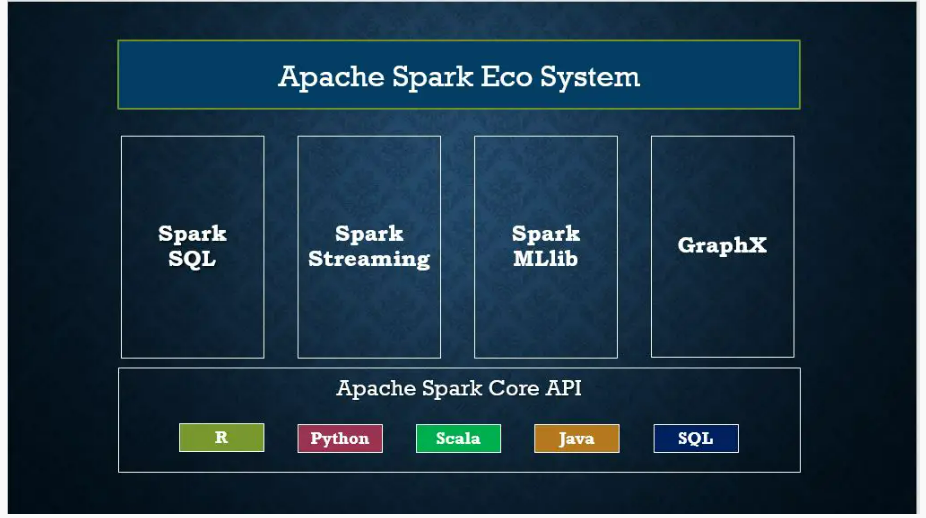 Apache Spark Eco System
Spark
SQL
Spark
Streaming
Spark
MLlib
GraphX
Apache Spark Core API
R
Python
Scala
Java
SQL